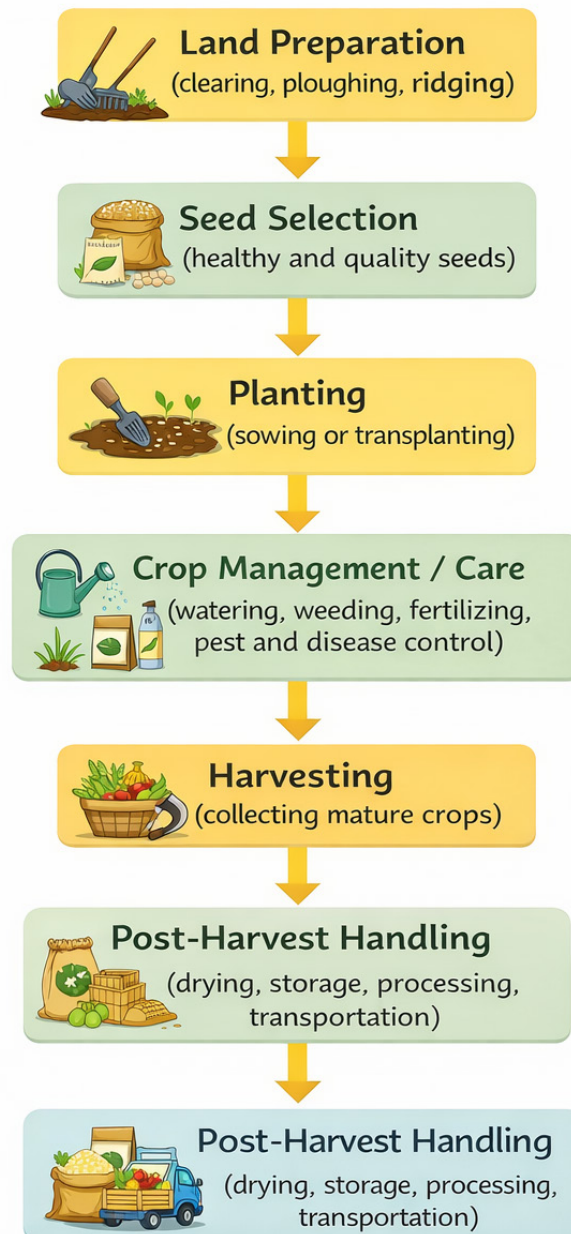 Land Preparation
(clearing, ploughing, ridging)
Seed Selection
(healthy and quality seeds)
Planting
(sowing or transplanting)
Crop Management / Care
(watering, weeding, fertilizing,
pest and disease control)
Harvesting
(collecting mature crops)
Post-Harvest Handling
(drying, storage, processing,
transportation)
Post-Harvest Handling
(drying, storage, processing,
transportation)